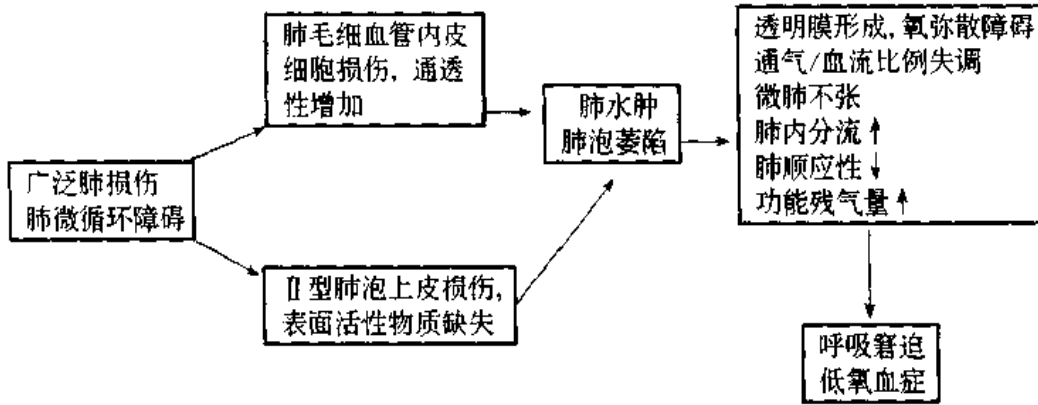 肺毛细血管内皮
细胞损伤，通透
性增加
透明膜形成，氧弥散障碍
通气/血流比例失调
微肺不张
肺内分流↑
肺顺应性↓
功能残气量↑
肺水肿
肺泡萎陷
广泛肺损伤
肺微循环障碍
Ⅱ型肺泡上皮损伤，
表面活性物质缺失
呼吸窘迫
低氧血症